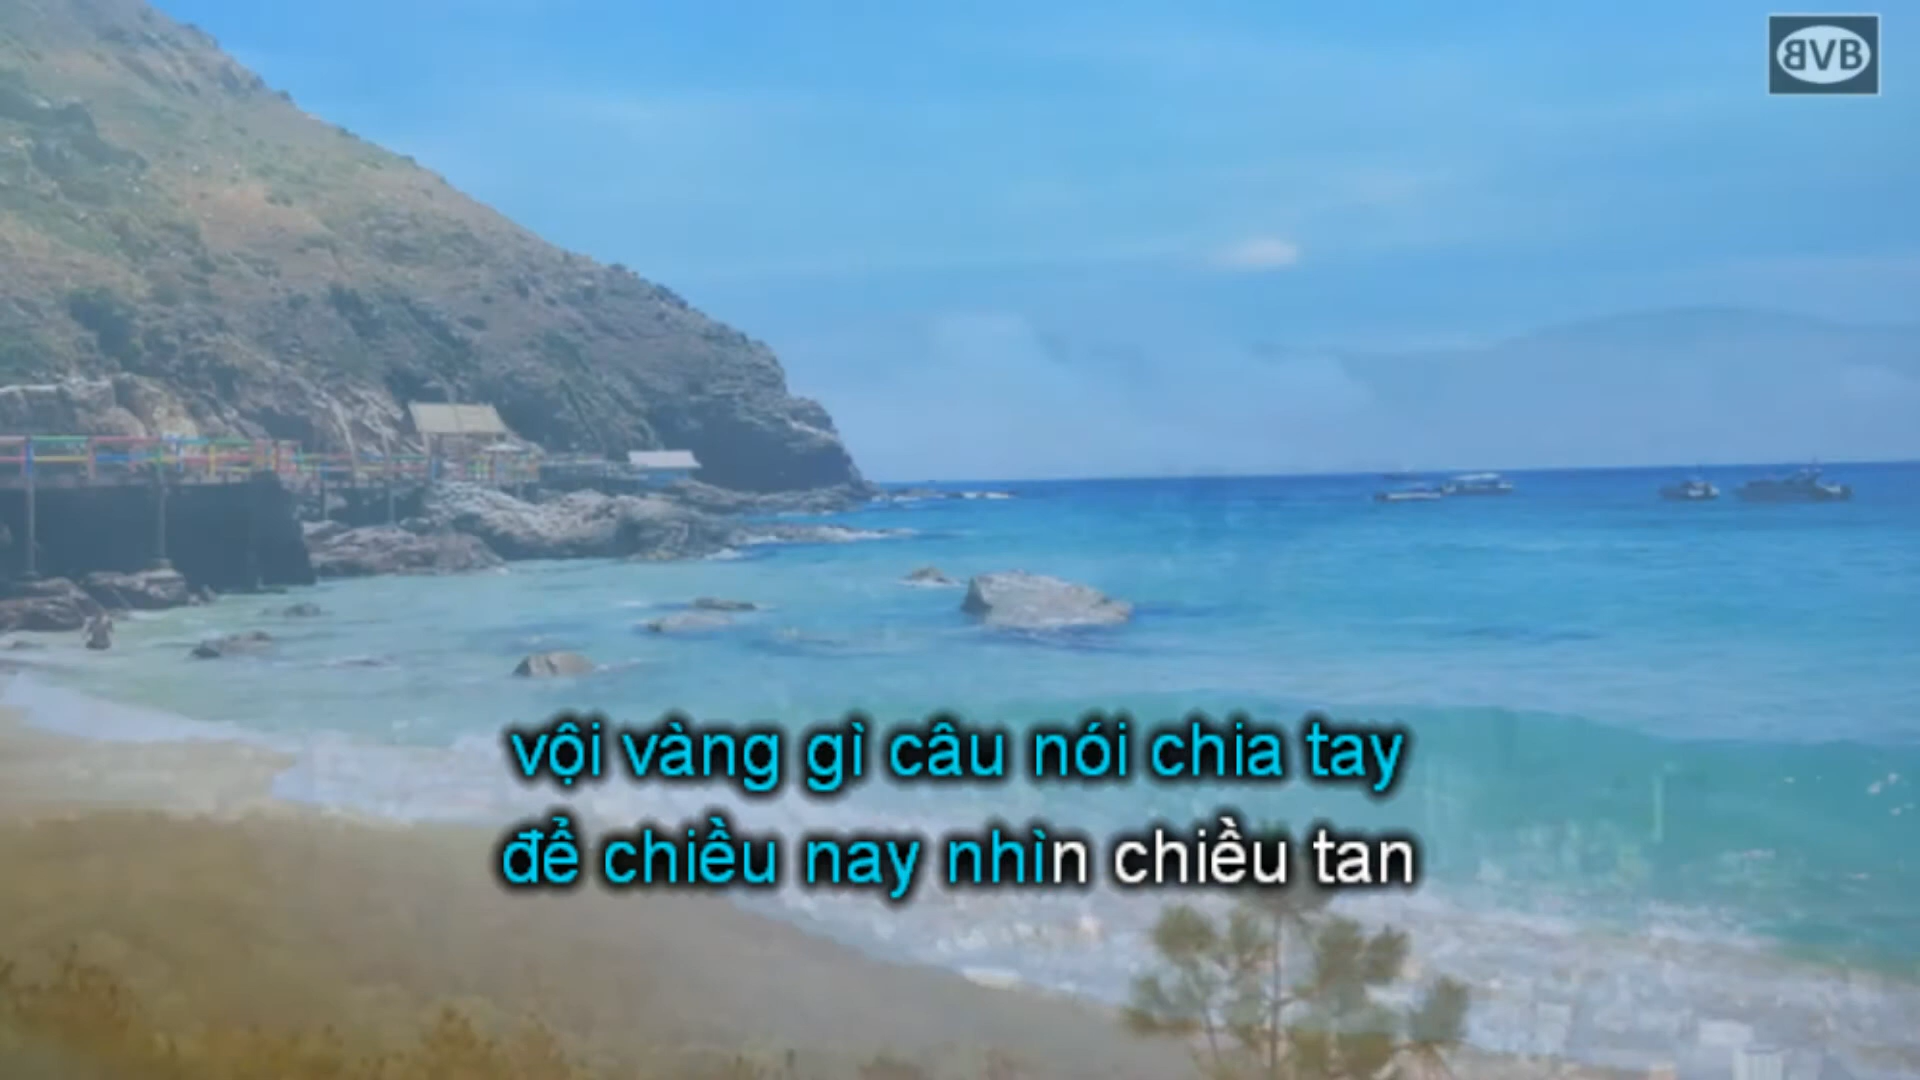 BVB
vội vàng gì câu nói chia tay
để chiều nay nhìn chiều tan